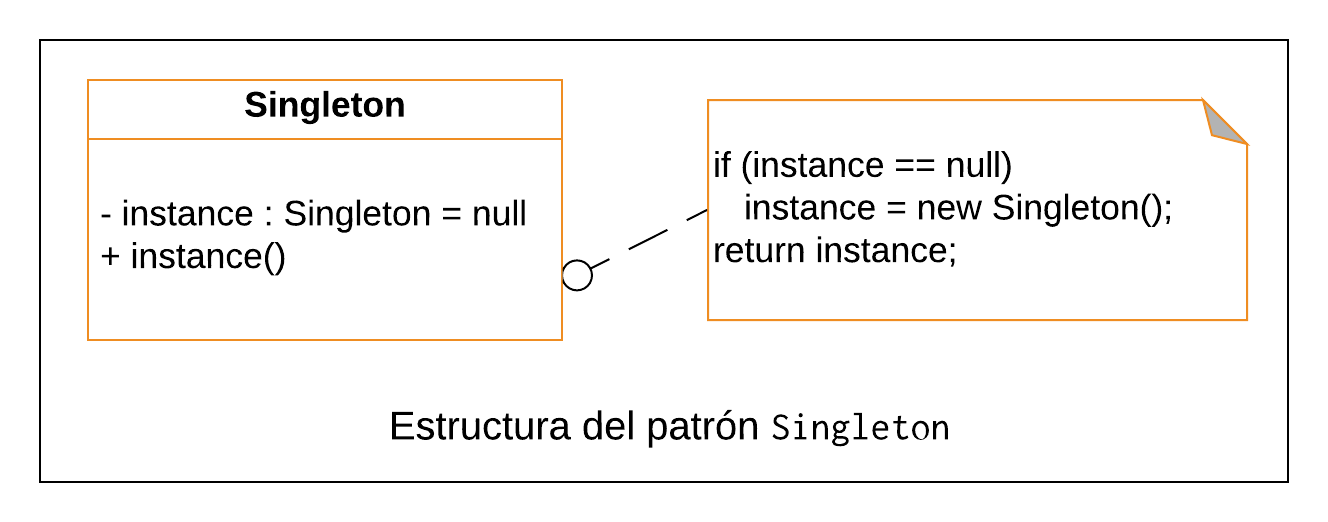 Singleton
- instance : Singleton = null
+ instance()
if (instance == null)
instance = new Singleton();
return instance;
Estructura del patrón Singleton